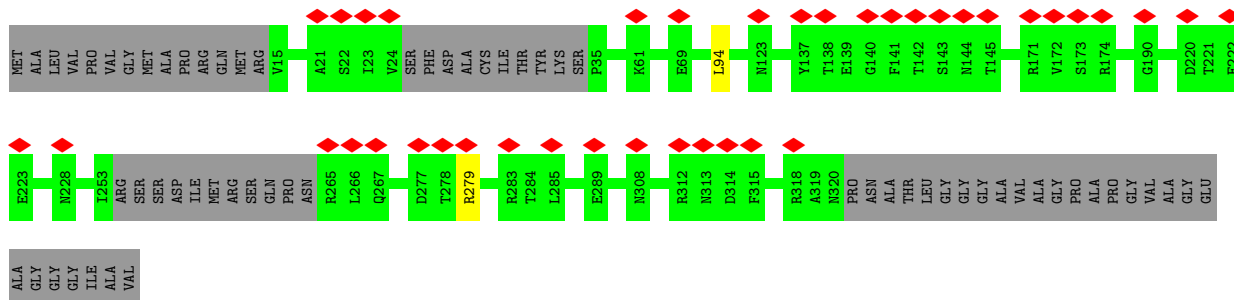 MET ALA LEU VAL PRO VAL GLY MET ALA PRO ARG GLN MET ARG V15 A21 S22 I23 V24 SER PHE ASP ALA CYS ILE THR TYR LYS SER P35 K61 E69 L94 N123 Y137 T138 E139 G140 F141 T142 S143 N144 T145 R171 V172 S173 R174 G190 D220 T221 E222
E223 N228 I253 ARG SER SER ASP ILE MET ARG SER GLN PRO ASN R265 L266 Q267 D277 T278 R279 R283 T284 L285 E289 N308 R312 N313 D314 F315 R318 A319 N320 PRO ASN ALA THR LEU GLY GLY GLY ALA VAL ALA GLY PRO ALA PRO GLY VAL ALA GLY GLU
ALA GLY GLY GLY ILE ALA VAL